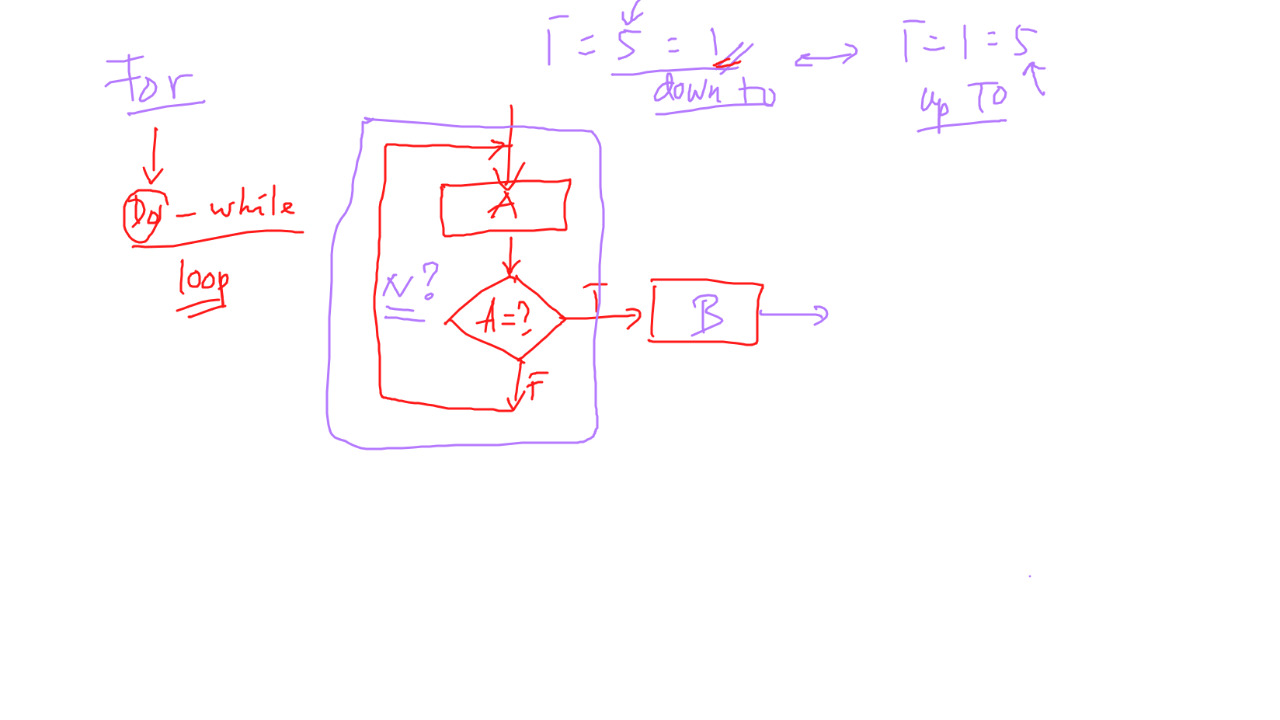 I = 5 = 1 ↔ I = 1 = 5
down to
up TO
For
Do - while
loop
A
N?
A=?
T
F
B